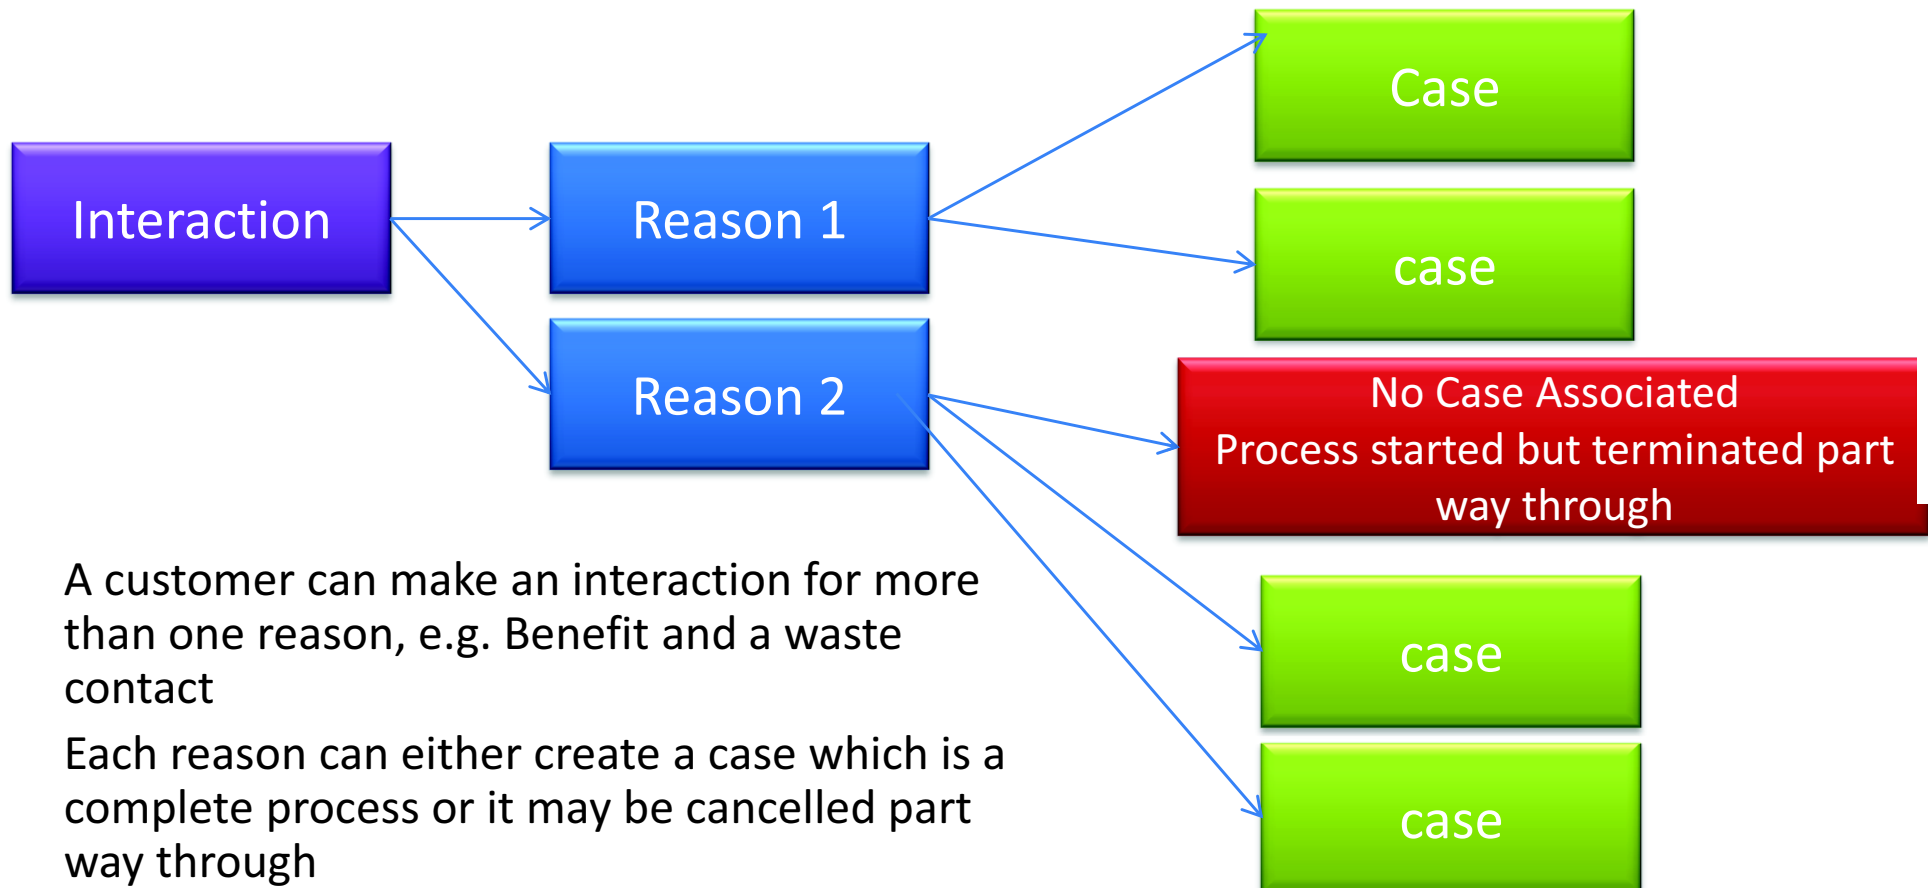 Interaction
Reason 1
Reason 2
Case
case
No Case Associated
Process started but terminated part
way through
case
case
A customer can make an interaction for more
than one reason, e.g. Benefit and a waste
contact
Each reason can either create a case which is a
complete process or it may be cancelled part
way through